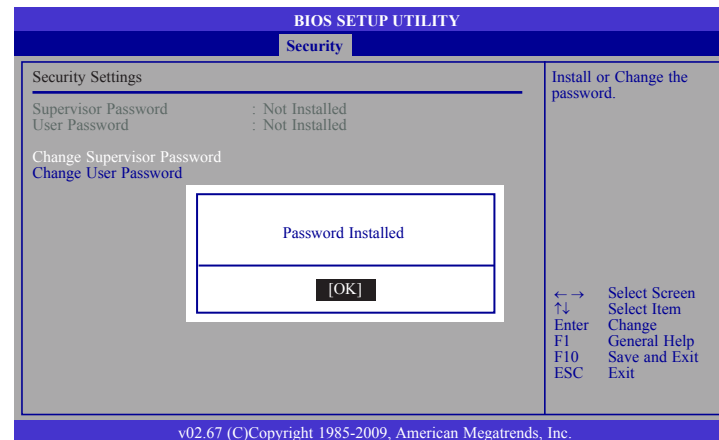 BIOS SETUP UTILITY
Security
Security Settings
Supervisor Password : Not Installed
User Password : Not Installed
Change Supervisor Password
Change User Password
Password Installed
[OK]
Install or Change the
password.
←→ Select Screen
↑↓ Select Item
Enter Change
F1 General Help
F10 Save and Exit
ESC Exit
v02.67 (C)Copyright 1985-2009, American Megatrends, Inc.